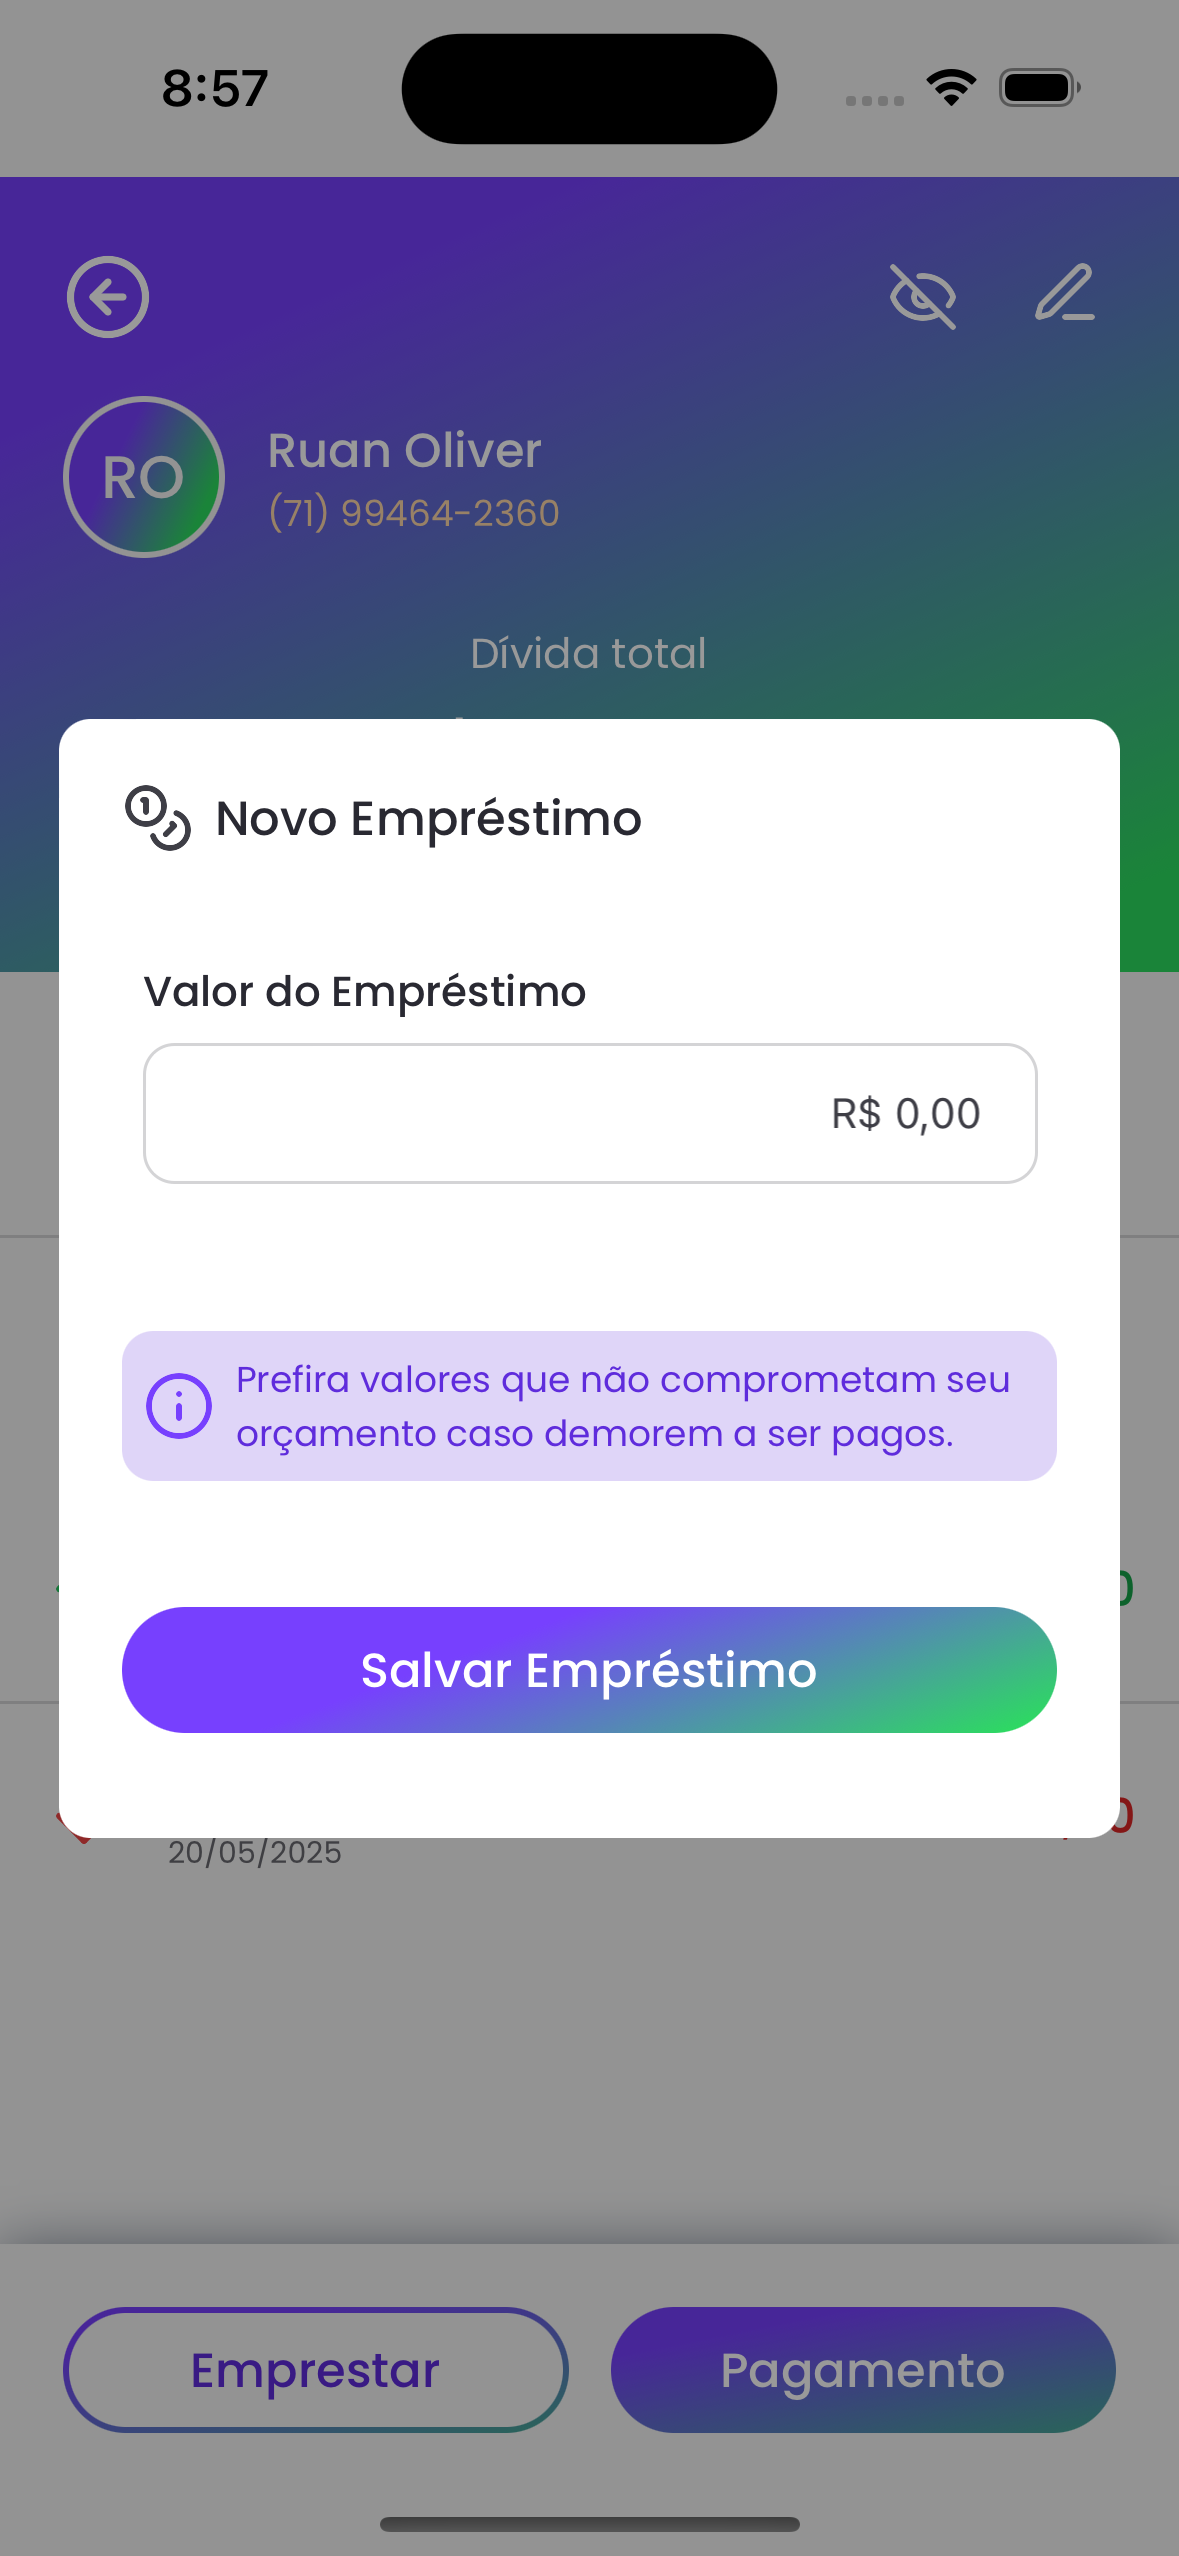 8:57
RO
Ruan Oliver
(71) 99464-2360
Dívida total
Novo Empréstimo
Valor do Empréstimo
R$ 0,00
Prefira valores que não comprometam seu
orçamento caso demorem a ser pagos.
Salvar Empréstimo
20/05/2025
Emprestar
Pagamento